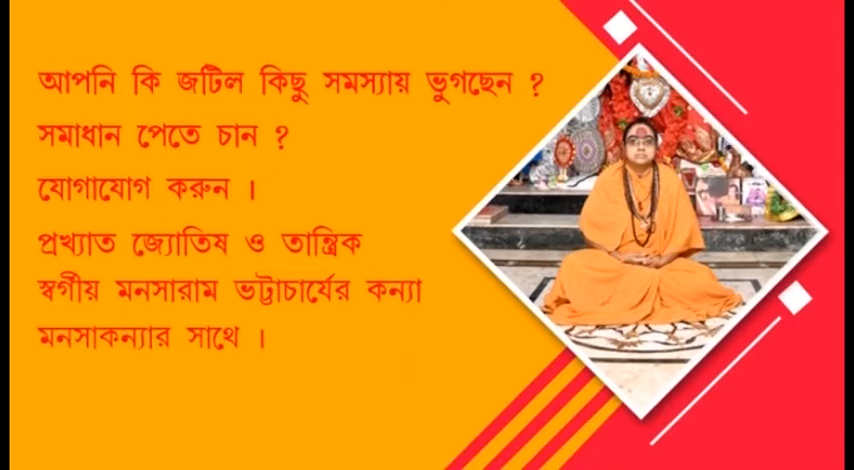 আপনি কি জটিল কিছু সমস্যায় ভুগছেন ?
সমাধান পেতে চান ?
যোগাযোগ করুন ।
প্রখ্যাত জ্যোতিষ ও তান্ত্রিক
স্বর্গীয় মনসারাম ভট্টাচার্যের কন্যা
মনসাকন্যার সাথে ।